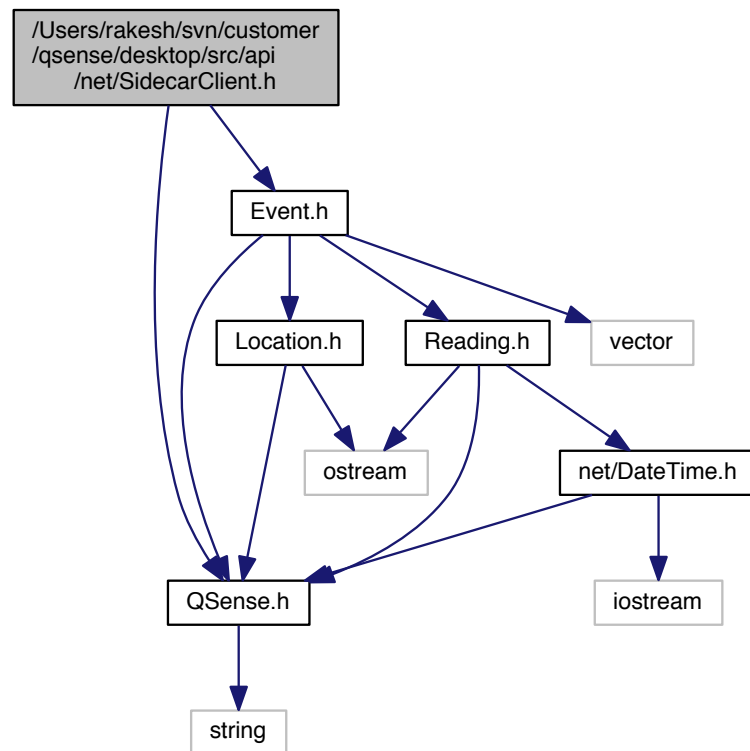 /Users/rakesh/svn/customer
/qsense/desktop/src/api
/net/SidecarClient.h
Event.h
Location.h
Reading.h
vector
ostream
net/DateTime.h
QSense.h
iostream
string